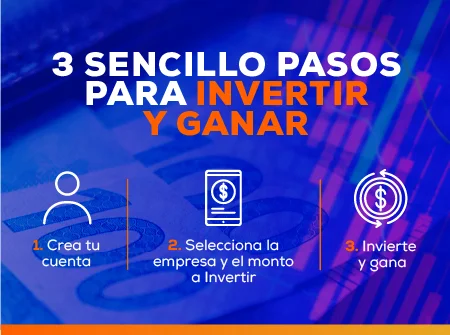 3 SENCILLO PASOS
PARA INVERTIR
Y GANAR
1. Crea tu
cuenta
2. Selecciona la
empresa y el monto
a Invertir
3. Invierte
y gana
100